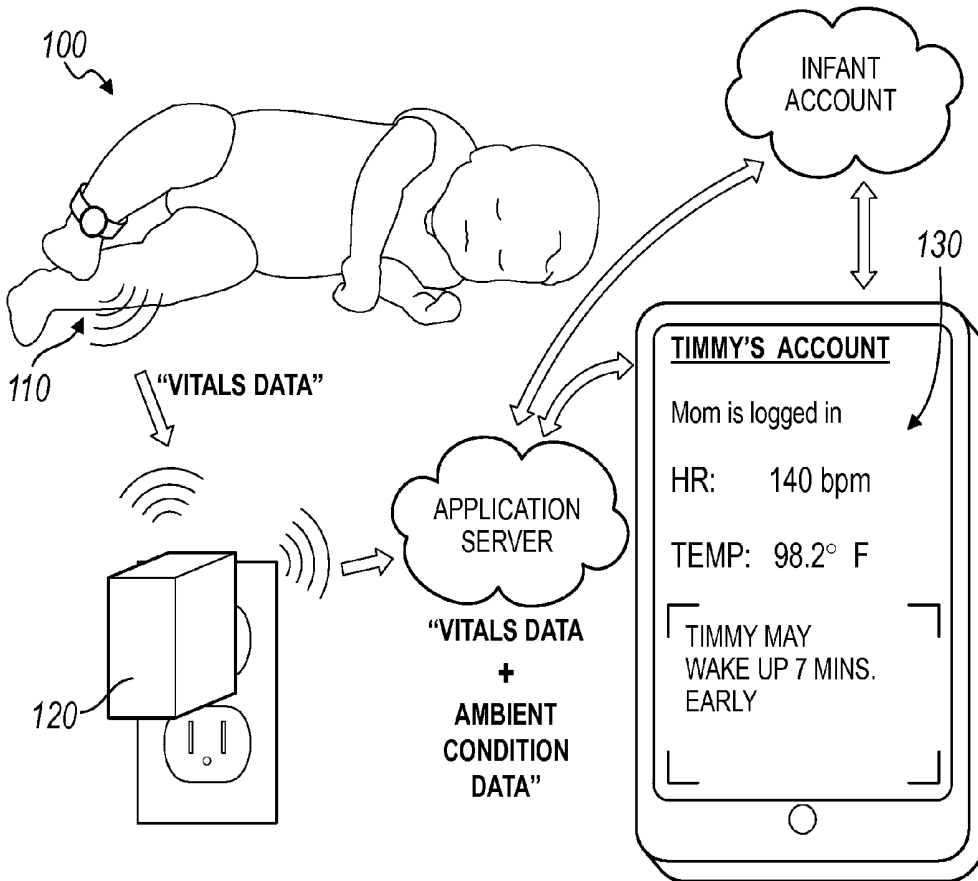 100
INFANT
ACCOUNT
130
110
"VITALS DATA"
TIMMY'S ACCOUNT
Mom is logged in
HR: 140 bpm
TEMP: 98.2° F
TIMMY MAY
WAKE UP 7 MINS.
EARLY
APPLICATION
SERVER
"VITALS DATA
+
AMBIENT
CONDITION
DATA"
120